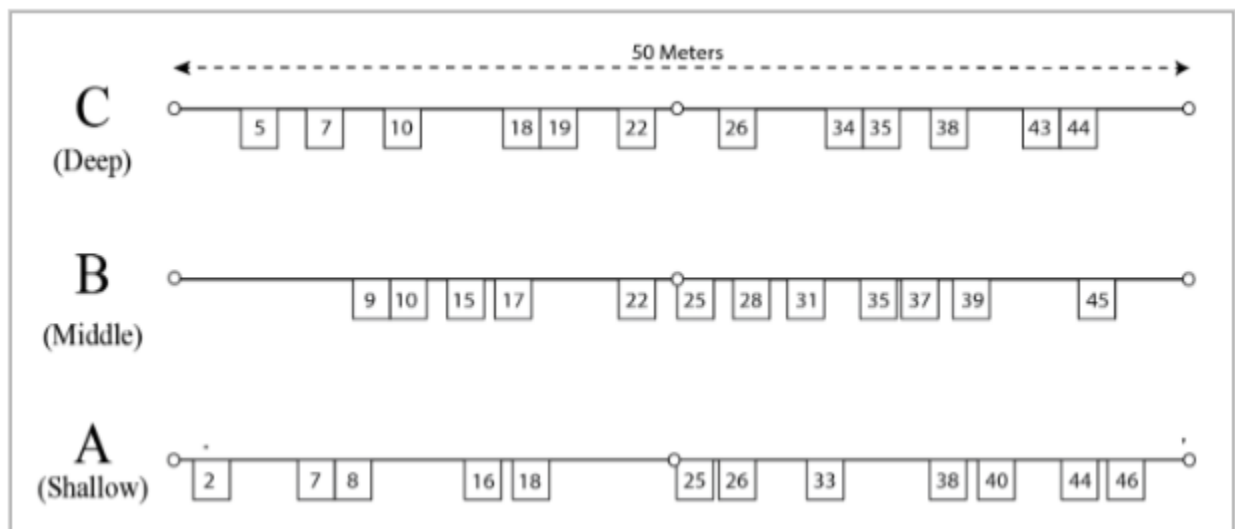 50 Meters
C
(Deep)
5 7 10 18 19 22 26 34 35 38 43 44
B
(Middle)
9 10 15 17 22 25 28 31 35 37 39 45
A
(Shallow)
2 7 8 16 18 25 26 33 38 40 44 46